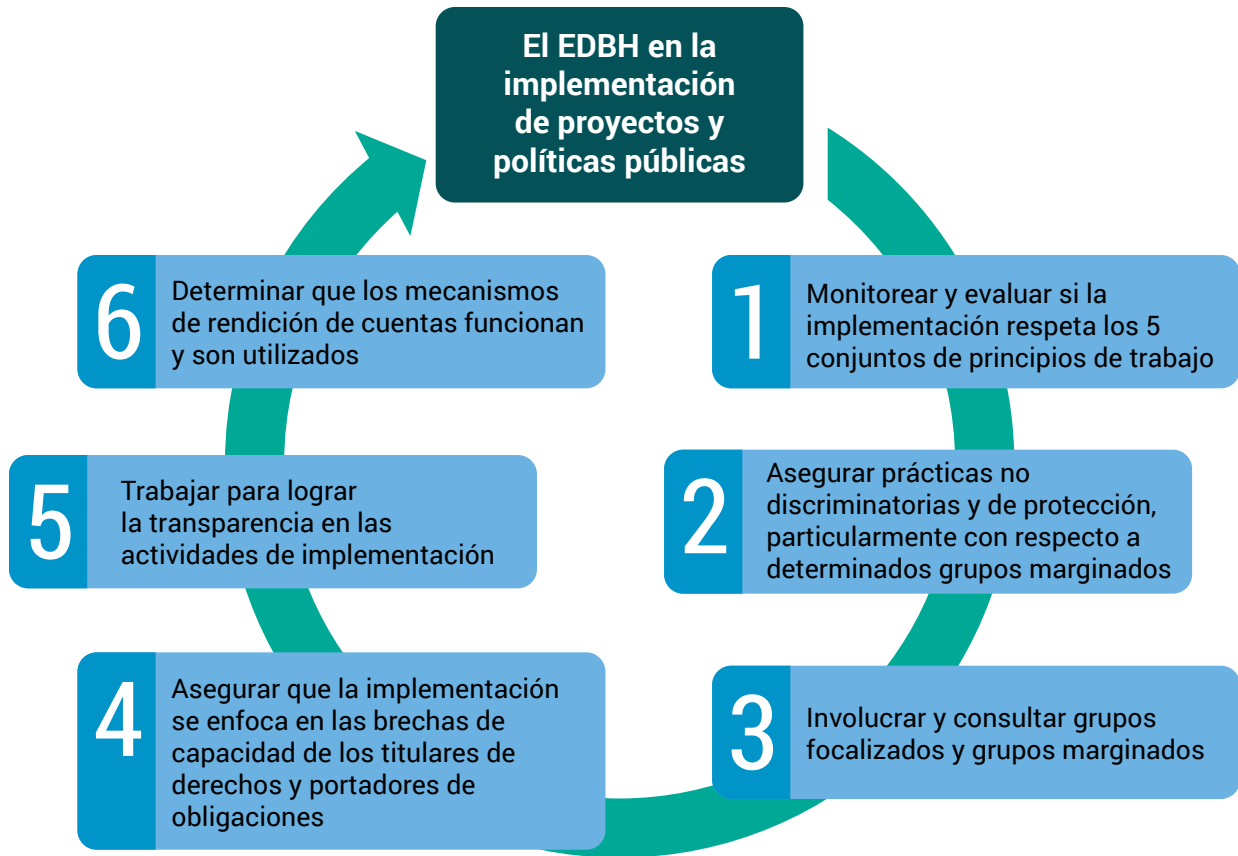 El EDBH en la
implementación
de proyectos y
políticas públicas
1
Monitorear y evaluar si la
implementación respeta los 5
conjuntos de principios de trabajo
2
Asegurar prácticas no
discriminatorias y de protección,
particularmente con respecto a
determinados grupos marginados
3
Involucrar y consultar grupos
focalizados y grupos marginados
4
Asegurar que la implementación
se enfoca en las brechas de
capacidad de los titulares de
derechos y portadores de
obligaciones
5
Trabajar para lograr
la transparencia en las
actividades de implementación
6
Determinar que los mecanismos
de rendición de cuentas funcionan
y son utilizados